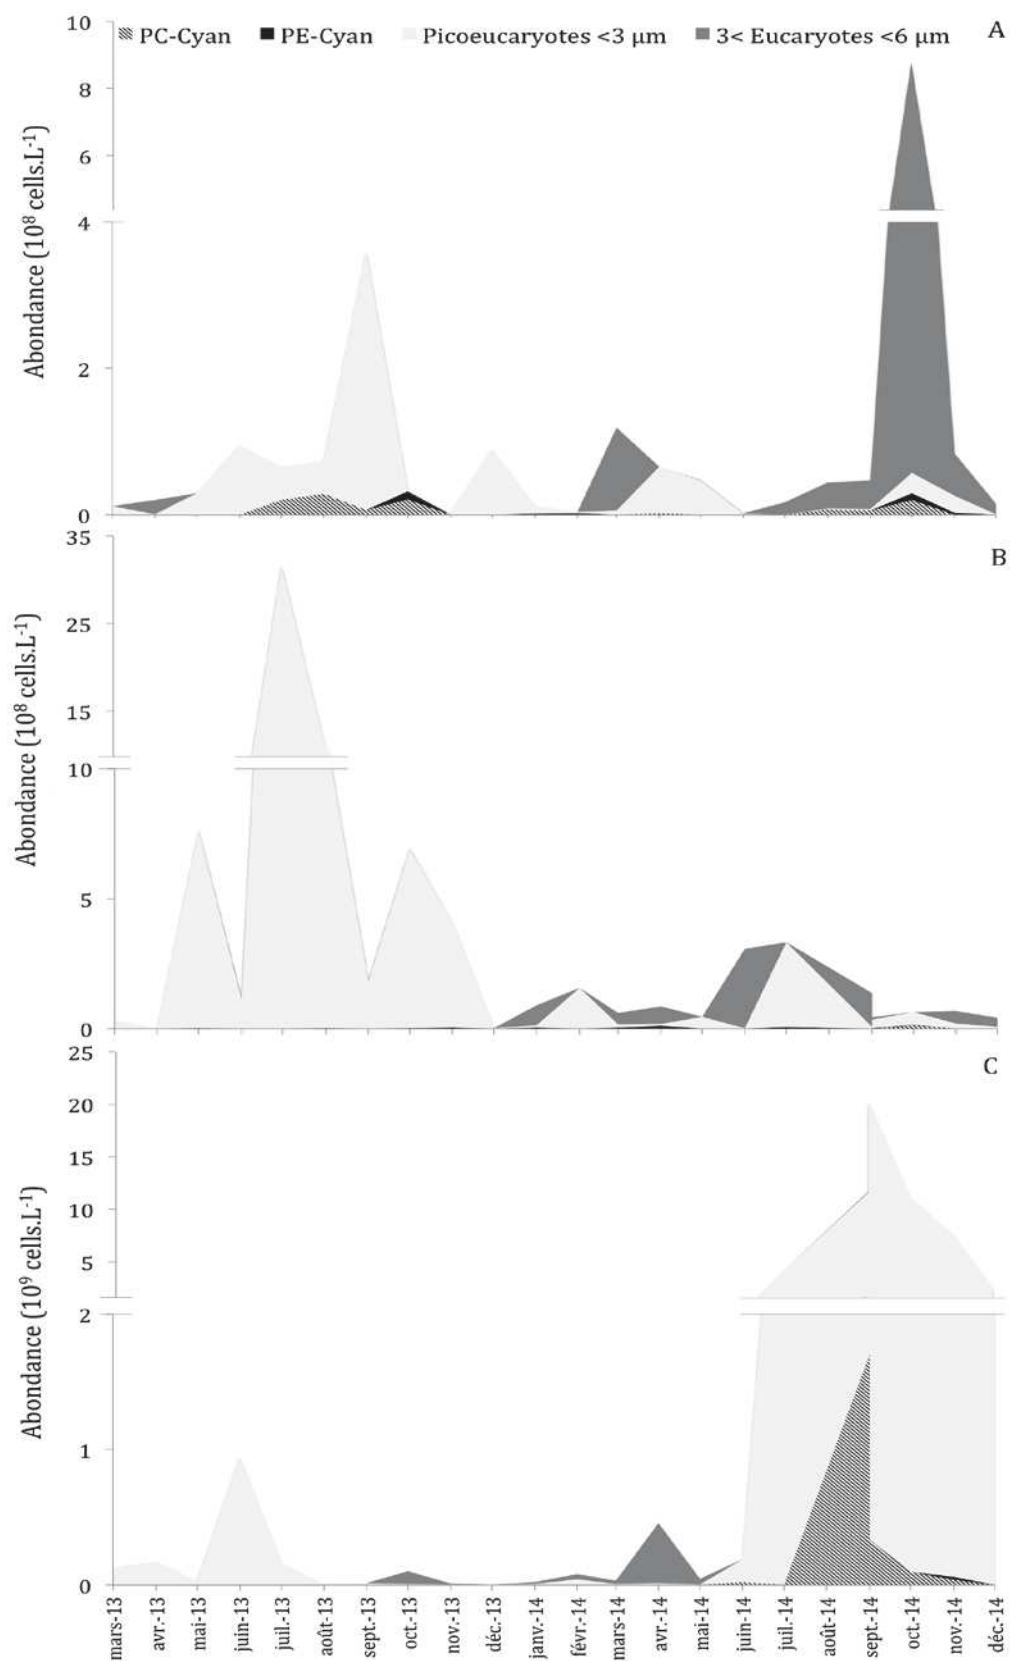 PC-Cyan PE-Cyan Picoeucaryotes <3 µm 3< Eucaryotes <6 µm
A
Abondance (10⁸ cells.L⁻¹)
10
8
6
4
2
0
B
Abondance (10⁸ cells.L⁻¹)
35
25
15
10
5
0
C
Abondance (10⁹ cells.L⁻¹)
25
20
15
10
5
2
1
0
mars-13 avr.-13 mai-13 juin-13 juil.-13 août-13 sept.-13 oct.-13 nov.-13 déc.-13 janv.-14 févr.-14 mars-14 avr.-14 mai-14 juin-14 juil.-14 août-14 sept.-14 oct.-14 nov.-14 déc.-14